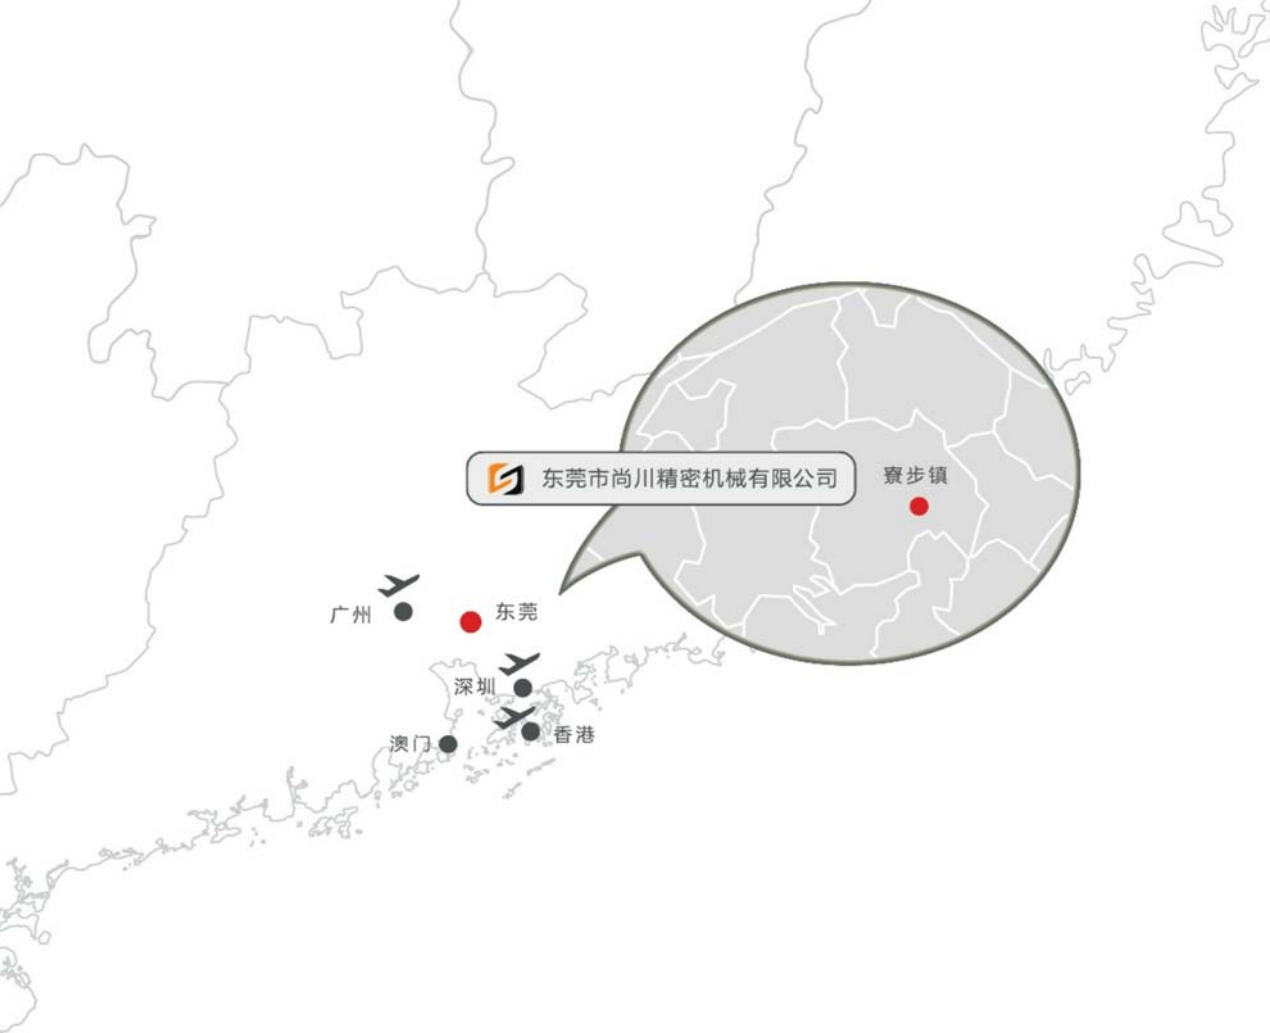 东莞市尚川精密机械有限公司
寮步镇
广州
东莞
深圳
澳门
香港